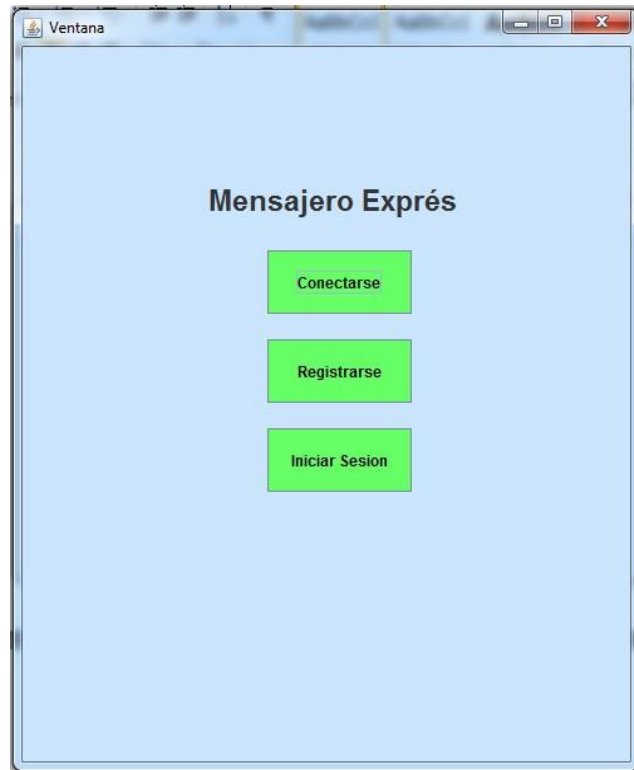 Ventana
Mensajero Exprés
Conectarse
Registrarse
Iniciar Sesion